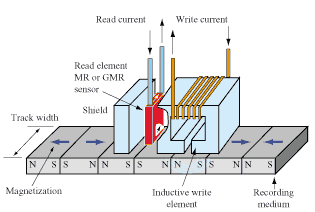 Read current
Write current
Read element
MR or GMR
sensor
Shield
Track width
N S S N N S S N N S S N N S
Magnetization
Inductive write
element
Recording
medium